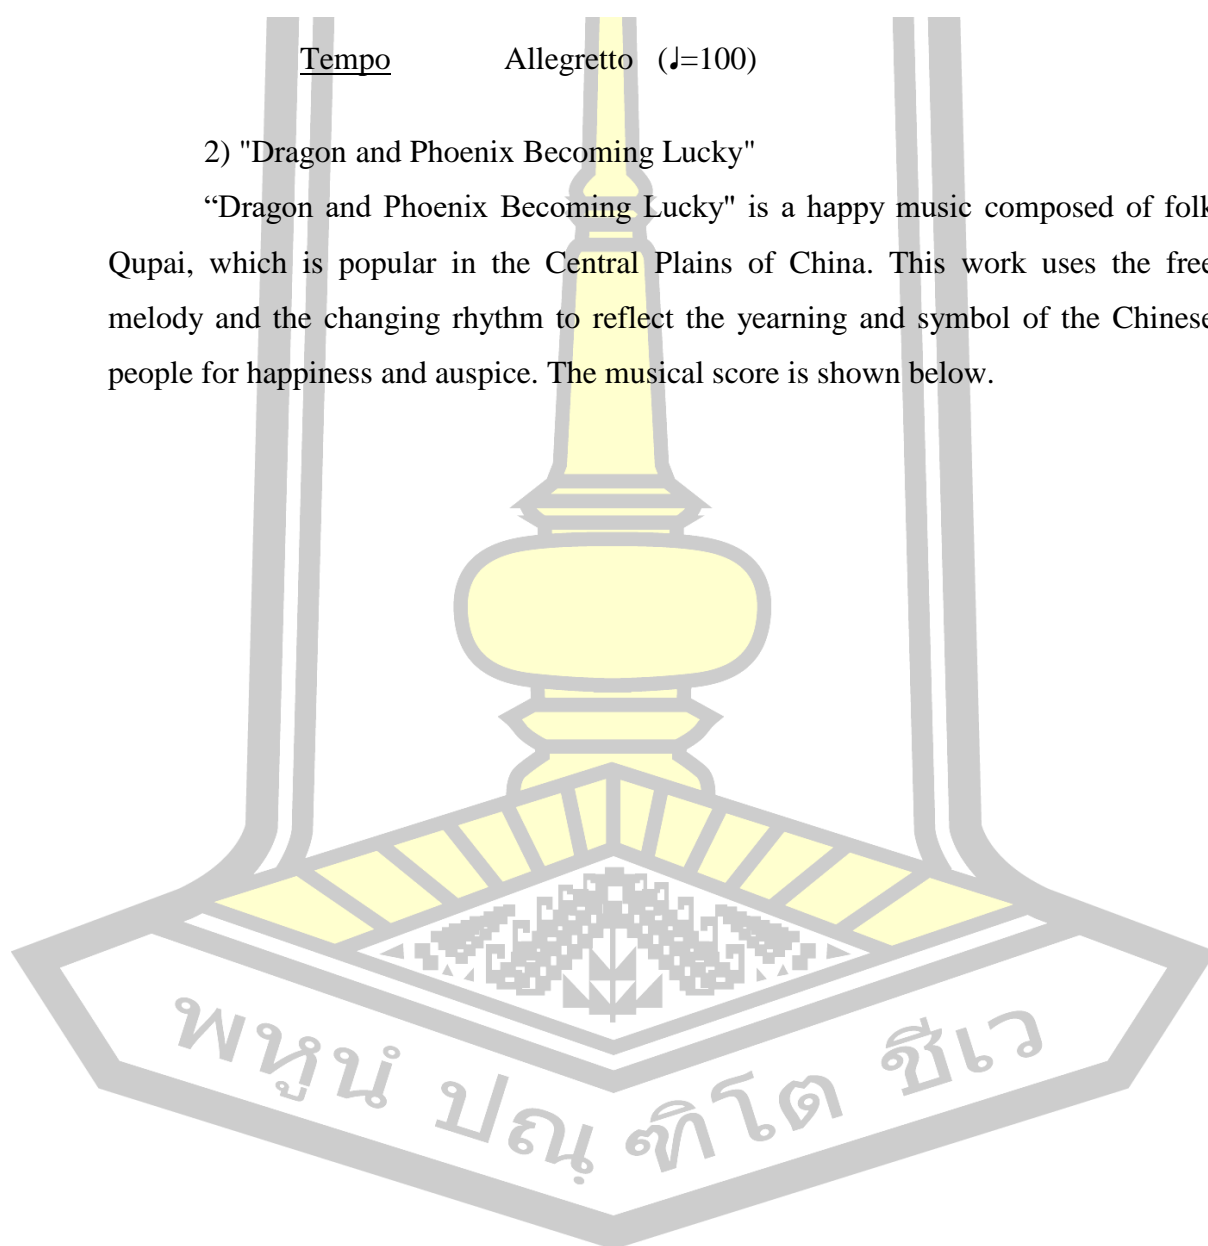 Tempo Allegretto (♩=100)
2) "Dragon and Phoenix Becoming Lucky"
“Dragon and Phoenix Becoming Lucky" is a happy music composed of folk
Qupai, which is popular in the Central Plains of China. This work uses the free
melody and the changing rhythm to reflect the yearning and symbol of the Chinese
people for happiness and auspice. The musical score is shown below.
พหูนํ ปณฺฑิโต ชีเว